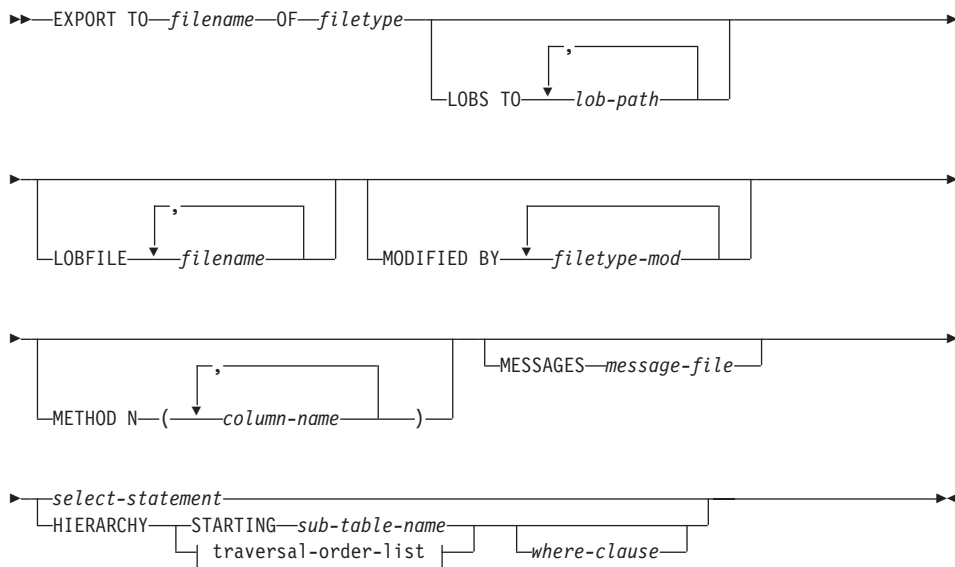 EXPORT TO filename OF filetype
,
LOBS TO lob-path
,
LOBFILE filename MODIFIED BY filetype-mod
,
METHOD N ( column-name )
MESSAGES message-file
select-statement
HIERARCHY STARTING sub-table-name
traversal-order-list where-clause